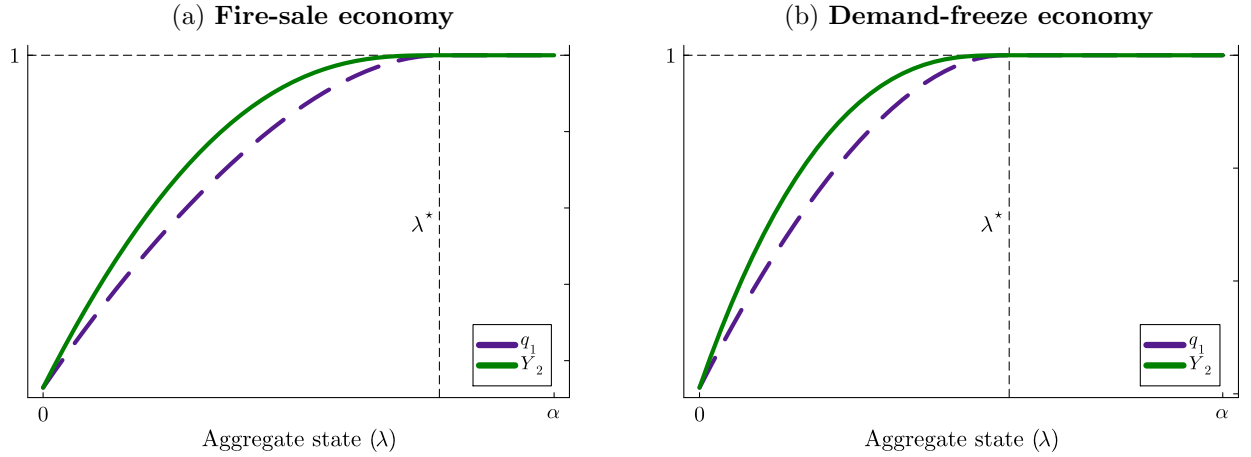 (a) Fire-sale economy
1
λ*
q1
Y2
0
α
Aggregate state (λ)
(b) Demand-freeze economy
1
λ*
q1
Y2
0
α
Aggregate state (λ)